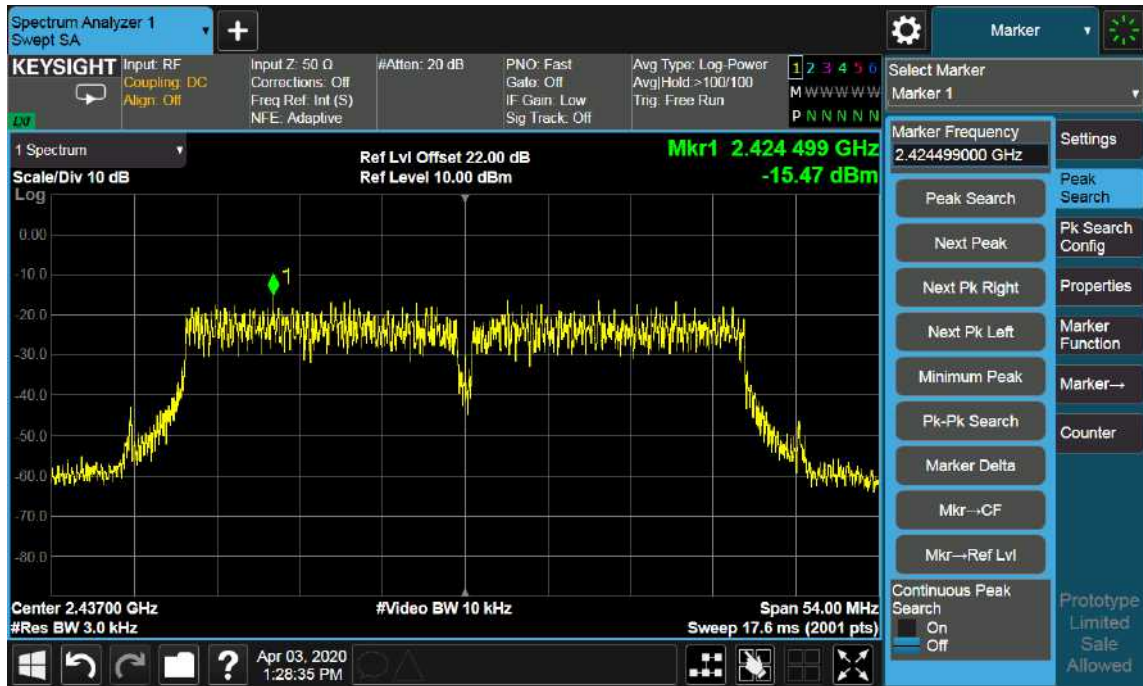 Spectrum Analyzer 1
Swept SA
Marker
KEYSIGHT
Input: RF
Coupling: DC
Align: Off
Input Z: 50 Ω
Corrections: Off
Freq Ref: Int (S)
NFE: Adaptive
#Atten: 20 dB
PNO: Fast
Gate: Off
IF Gain: Low
Sig Track: Off
Avg Type: Log-Power
Avg|Hold:>100/100
Trig: Free Run
1 2 3 4 5 6
M W W W W W
P N N N N N
Select Marker
Marker 1
LXI
1 Spectrum
Scale/Div 10 dB
Log
Ref Lvl Offset 22.00 dB
Ref Level 10.00 dBm
Mkr1 2.424 499 GHz
-15.47 dBm
0.00
-10.0
-20.0
-30.0
-40.0
-50.0
-60.0
-70.0
-80.0
1
Center 2.43700 GHz
#Res BW 3.0 kHz
#Video BW 10 kHz
Span 54.00 MHz
Sweep 17.6 ms (2001 pts)
Marker Frequency
2.424499000 GHz
Peak Search
Next Peak
Next Pk Right
Next Pk Left
Minimum Peak
Pk-Pk Search
Marker Delta
Mkr→CF
Mkr→Ref Lvl
Continuous Peak
Search
On
Off
Settings
Peak
Search
Pk Search
Config
Properties
Marker
Function
Marker→
Counter
Prototype
Limited
Sale
Allowed
?
Apr 03, 2020
1:28:35 PM